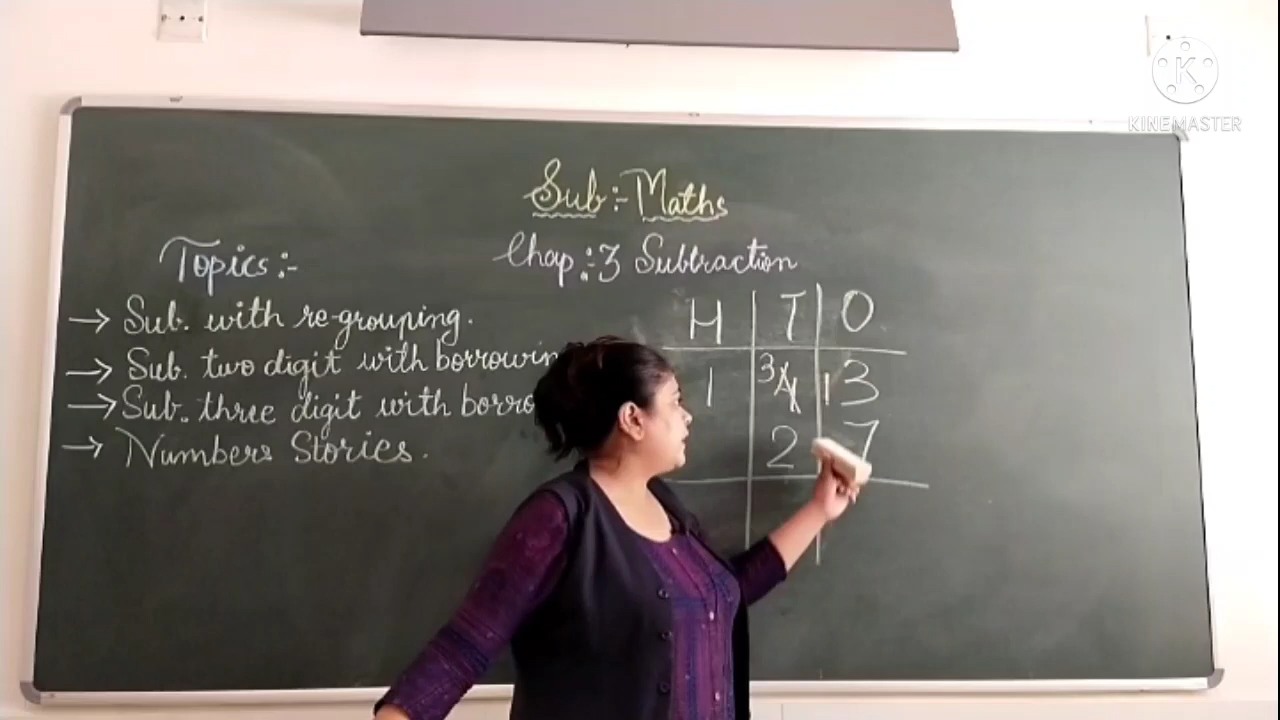 KINEMASTER
Sub:- Maths
Chap:-3 Subtraction
Topics:-
→ Sub. with re-grouping.
→ Sub. two digit with borrowin
→ Sub. three digit with borro
→ Numbers Stories.
H T O
1 3 4 1 3
2 7